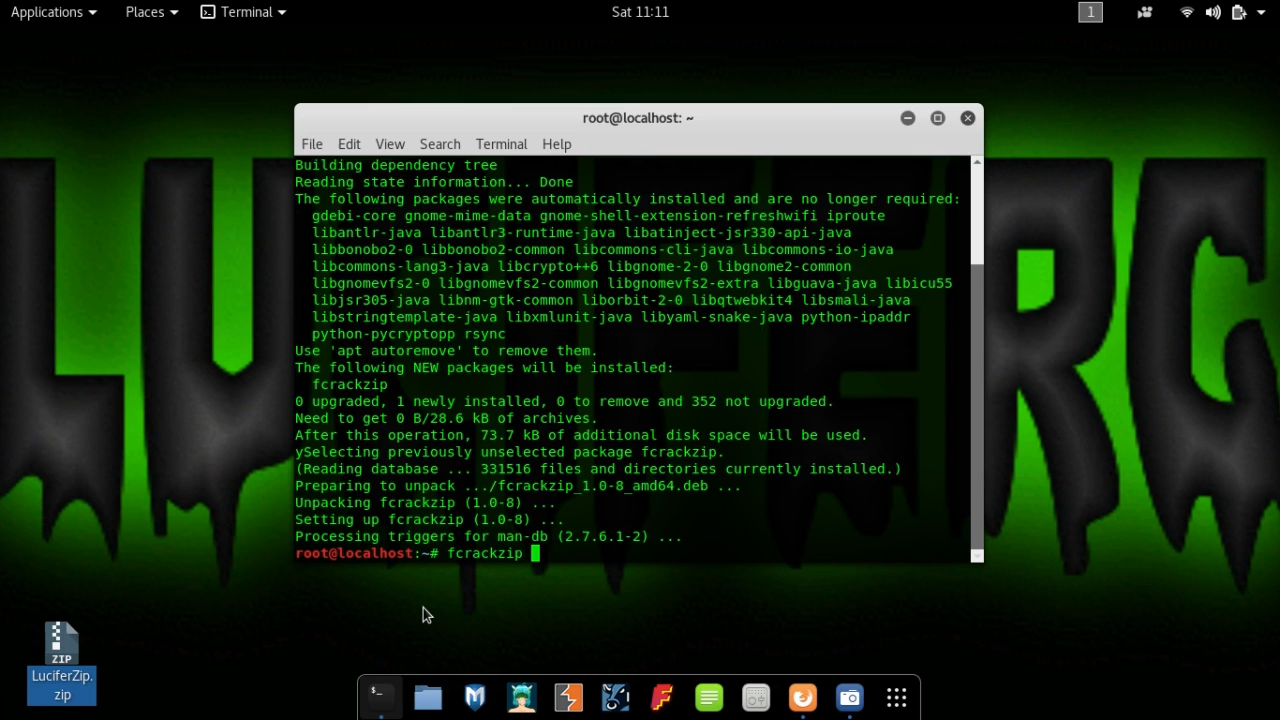 Applications Places Terminal Sat 11:11 1
root@localhost: ~
File Edit View Search Terminal Help
Building dependency tree
Reading state information... Done
The following packages were automatically installed and are no longer required:
gdebi-core gnome-mime-data gnome-shell-extension-refreshwifi iproute
libantlr-java libantlr3-runtime-java libatinject-jsr330-api-java
libbonobo2-0 libbonobo2-common libcommons-cli-java libcommons-io-java
libcommons-lang3-java libcrypto++6 libgnome-2-0 libgnome2-common
libgnomevfs2-0 libgnomevfs2-common libgnomevfs2-extra libguava-java libicu55
libjsr305-java libnm-gtk-common liborbit-2-0 libqtwebkit4 libsmali-java
libstringtemplate-java libxmlunit-java libyaml-snake-java python-ipaddr
python-pycryptopp rsync
Use 'apt autoremove' to remove them.
The following NEW packages will be installed:
fcrackzip
0 upgraded, 1 newly installed, 0 to remove and 352 not upgraded.
Need to get 0 B/28.6 kB of archives.
After this operation, 73.7 kB of additional disk space will be used.
ySelecting previously unselected package fcrackzip.
(Reading database ... 331516 files and directories currently installed.)
Preparing to unpack .../fcrackzip_1.0-8_amd64.deb ...
Unpacking fcrackzip (1.0-8) ...
Setting up fcrackzip (1.0-8) ...
Processing triggers for man-db (2.7.6.1-2) ...
root@localhost:~# fcrackzip
ZIP
LuciferZip.
zip
$_